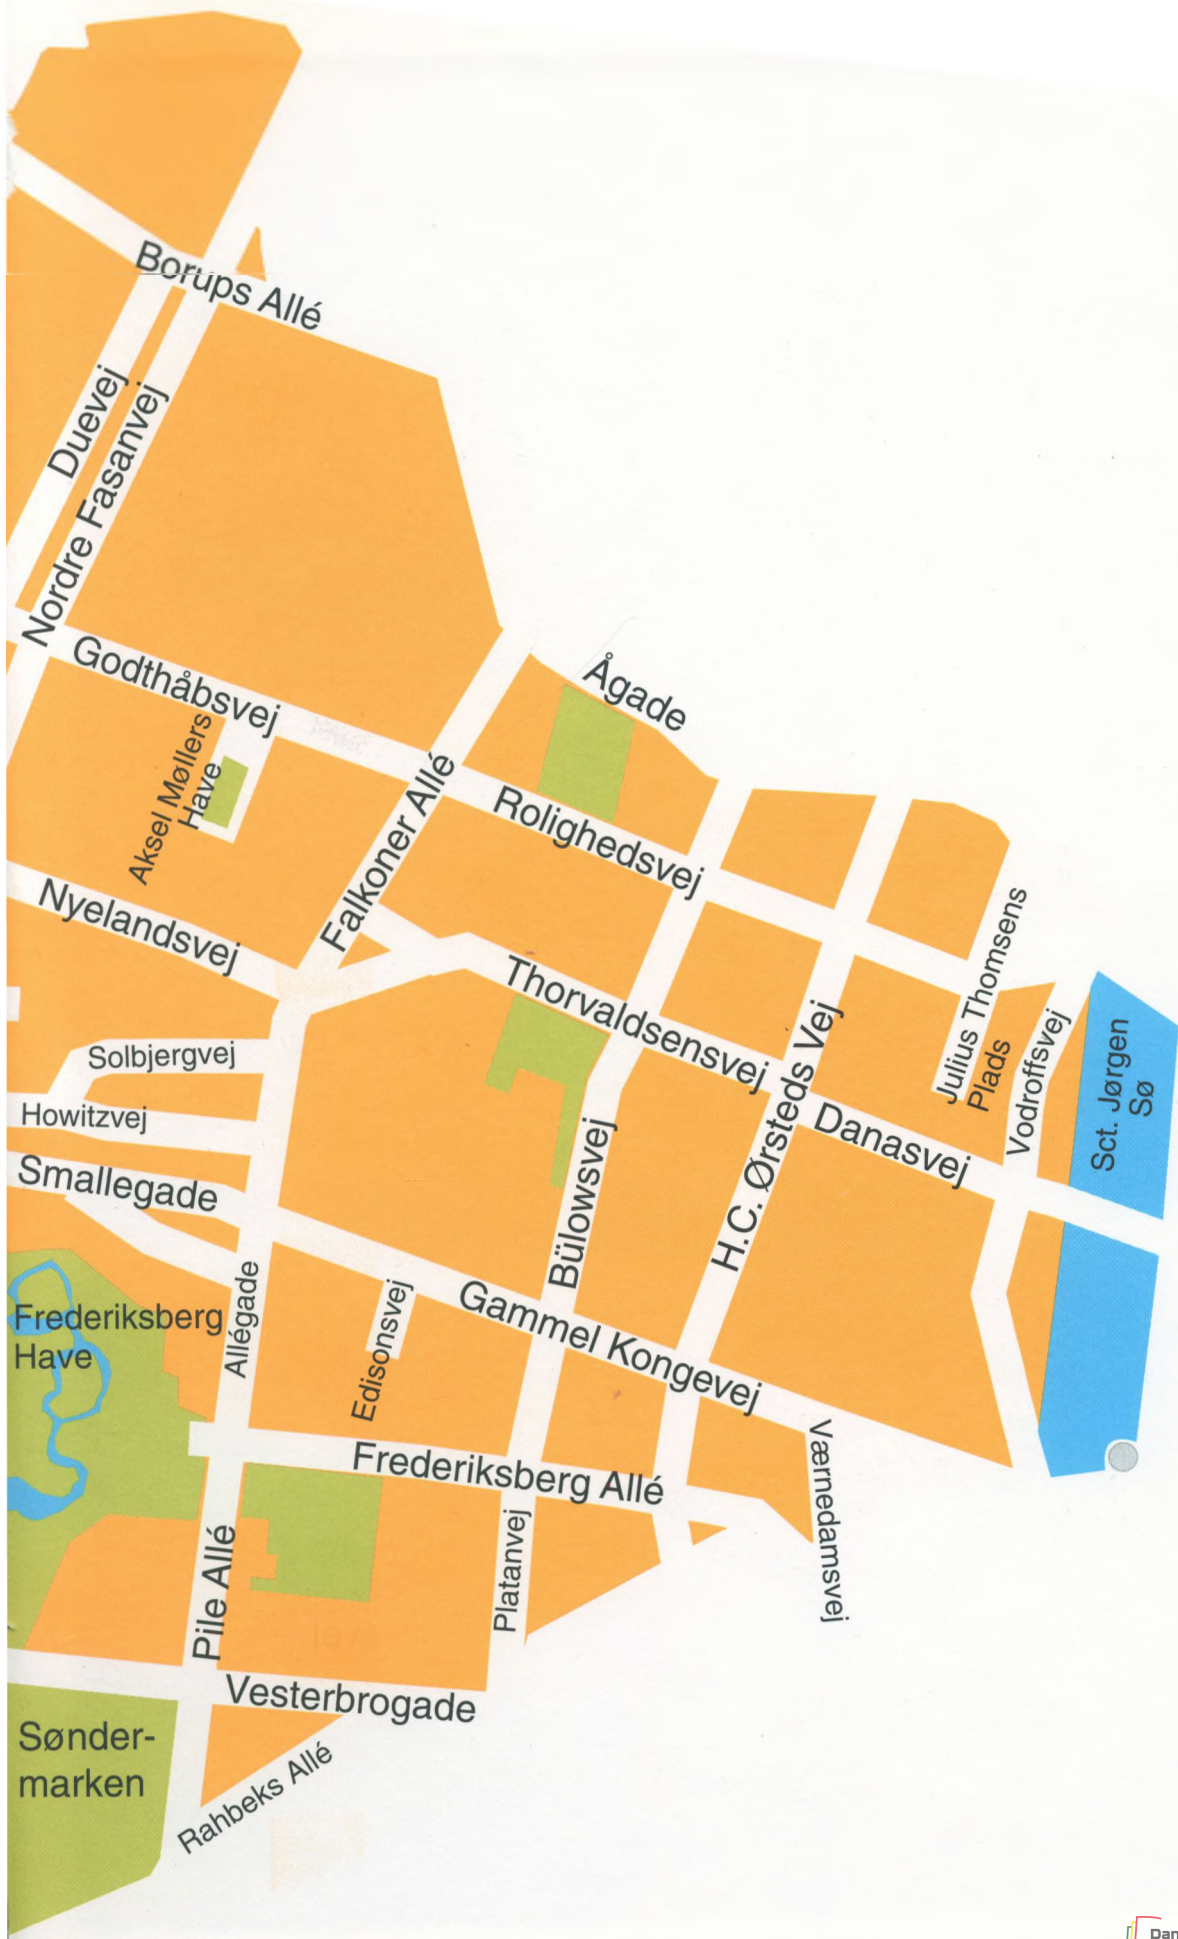 Borups Allé
Duevej
Nordre Fasanvej
Godthåbsvej
Ågade
Aksel Møllers
Have
Falkoner Allé
Rolighedsvej
Nyelandsvej
Thorvaldsensvej
Julius Thomsens
Plads
Vodroffsvej
Sct. Jørgen
Sø
Solbjergvej
Howitzvej
Smallegade
H.C. Ørsteds Vej
Danasvej
Bülowsvej
Frederiksberg
Have
Allégade
Edisonsvej
Gammel Kongevej
Værnedamsvej
Frederiksberg Allé
Platanvej
Pile Allé
Vesterbrogade
Sønder-
marken
Rahbeks Allé
Dan